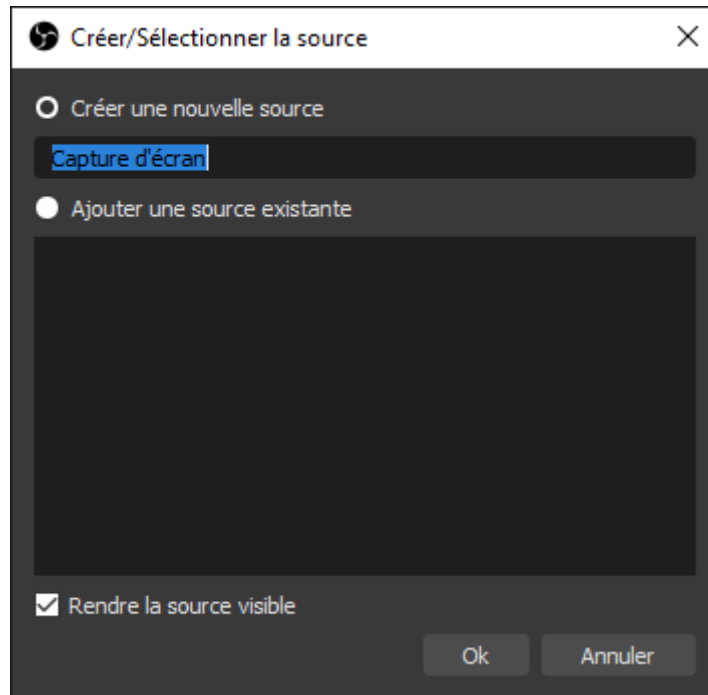 Créer/Sélectionner la source
Créer une nouvelle source
Capture d'écran
Ajouter une source existante
Rendre la source visible
Ok Annuler